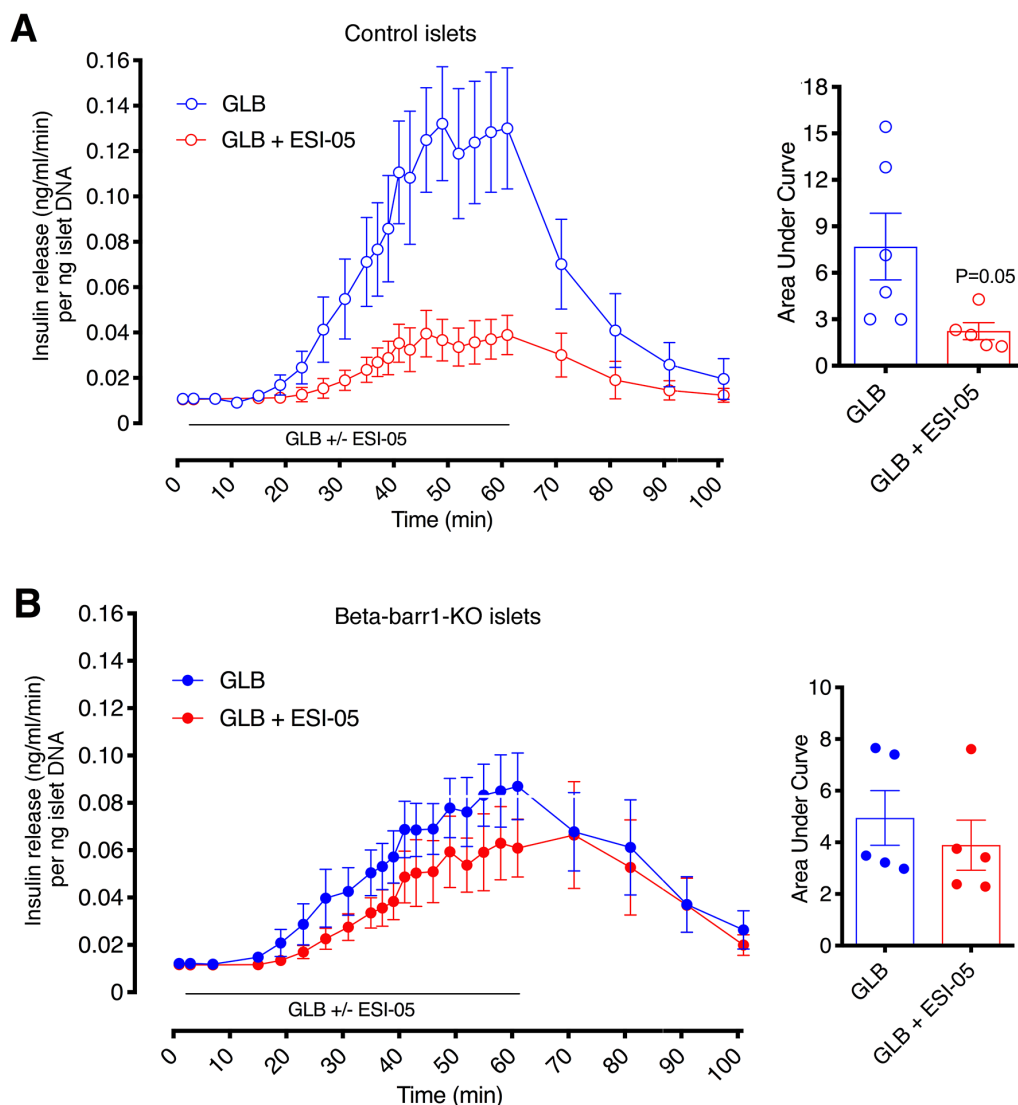 A
Control islets
Insulin release (ng/ml/min)
per ng islet DNA
0.16
0.14
0.12
0.10
0.08
0.06
0.04
0.02
0
GLB
GLB + ESI-05
GLB +/- ESI-05
0 10 20 30 40 50 60 70 80 90 100
Time (min)
Area Under Curve
18
15
12
9
6
3
0
P=0.05
GLB
GLB + ESI-05
B
Beta-barr1-KO islets
Insulin release (ng/ml/min)
per ng islet DNA
0.16
0.14
0.12
0.10
0.08
0.06
0.04
0.02
0
GLB
GLB + ESI-05
GLB +/- ESI-05
0 10 20 30 40 50 60 70 80 90 100
Time (min)
Area Under Curve
10
8
6
4
2
0
GLB
GLB + ESI-05